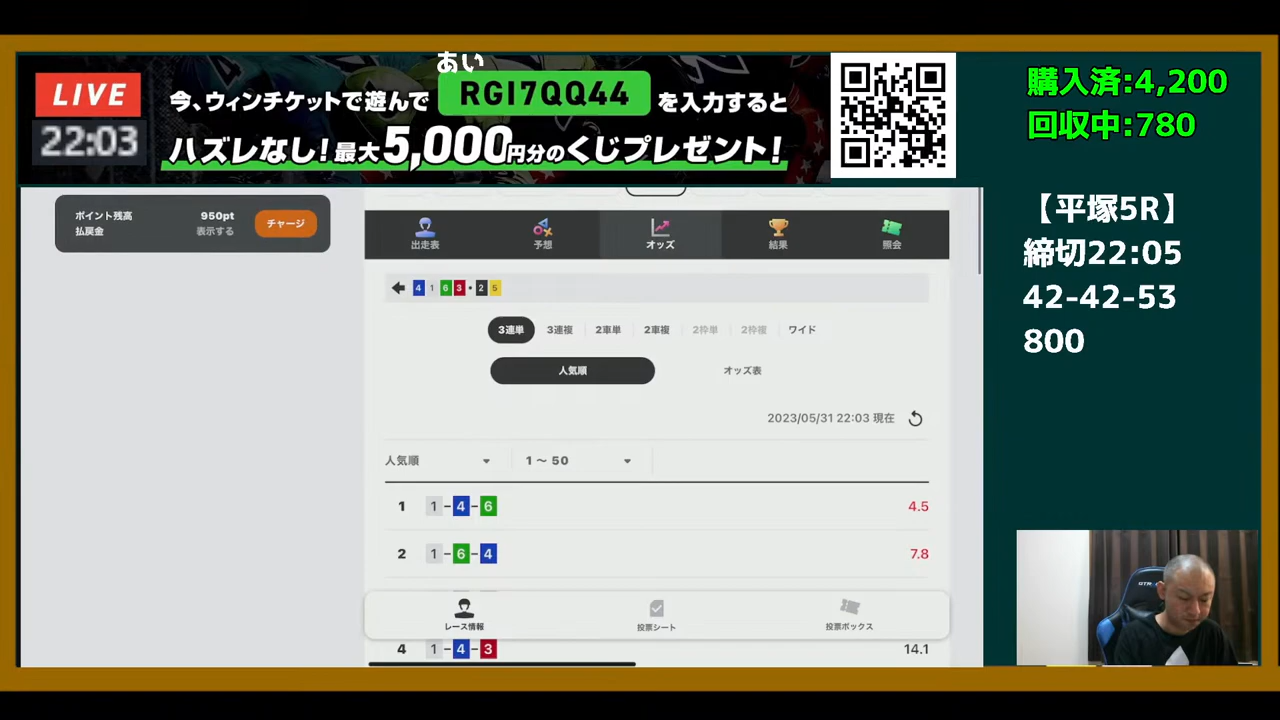 あい
LIVE
22:03
今、ウィンチケットで遊んで RGI7QQ44 を入力すると
ハズレなし!最大5,000円分のくじプレゼント!
購入済:4,200
回収中:780
ポイント残高 950pt
払戻金 表示する
チャージ
出走表 予想 オッズ 結果 照会
4 1 6 3 • 2 5
3連単 3連複 2車単 2車複 2枠単 2枠複 ワイド
人気順 オッズ表
2023/05/31 22:03 現在
人気順 1 ~ 50
1 1-4-6 4.5
2 1-6-4 7.8
レース情報 投票シート 投票ボックス
4 1-4-3 14.1
【平塚5R】
締切22:05
42-42-53
800